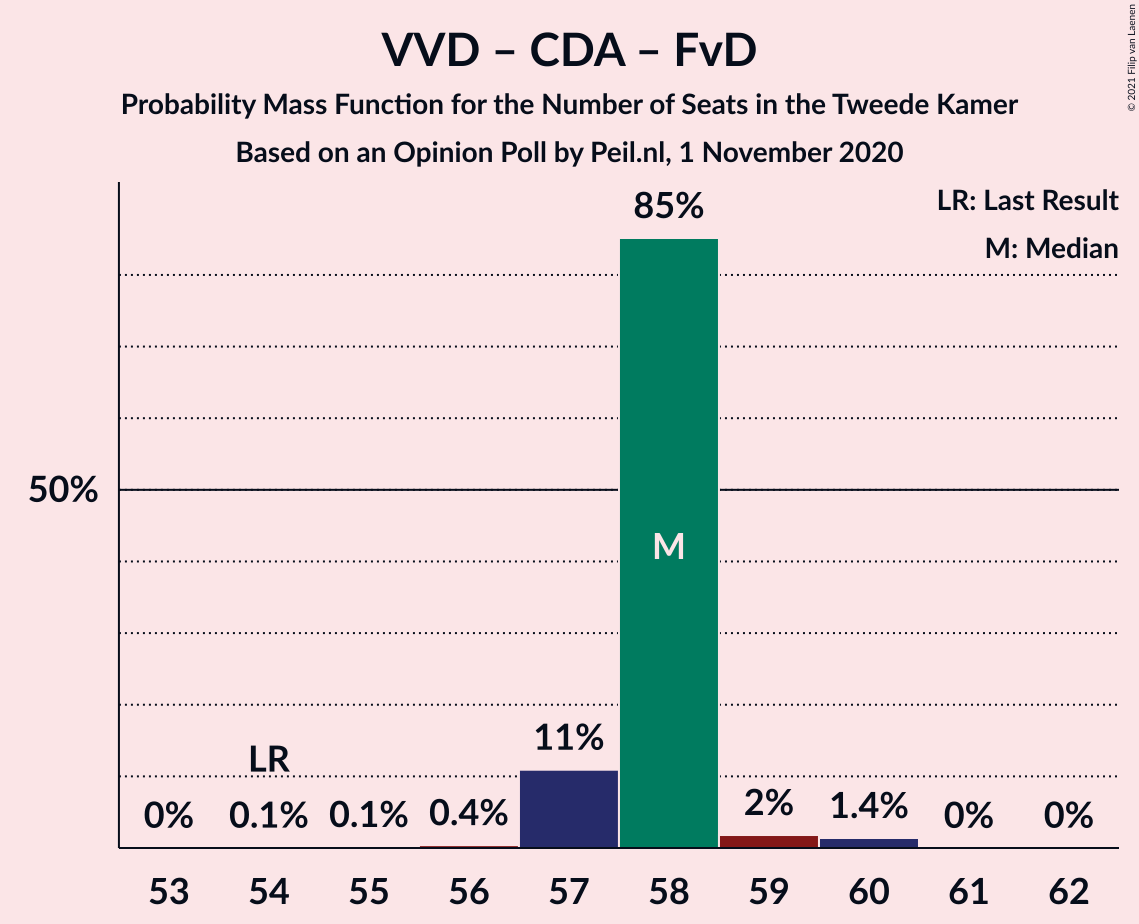 VVD – CDA – FvD
Probability Mass Function for the Number of Seats in the Tweede Kamer
Based on an Opinion Poll by Peil.nl, 1 November 2020
© 2021 Filip van Laenen
LR: Last Result
M: Median
85%
50%
M
11%
LR
0%
0.1%
0.1%
0.4%
2%
1.4%
0%
0%
53 54 55 56 57 58 59 60 61 62